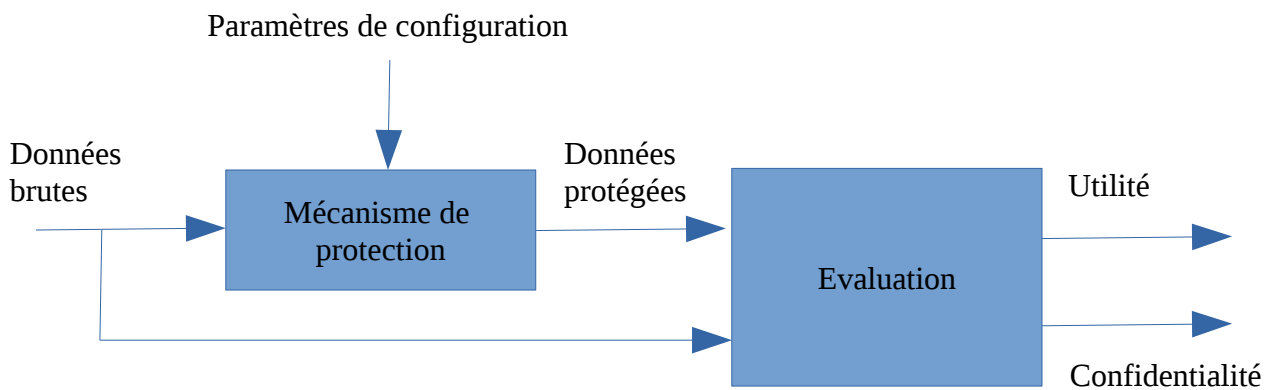 Paramètres de configuration
Données
brutes
Mécanisme de
protection
Données
protégées
Evaluation
Utilité
Confidentialité